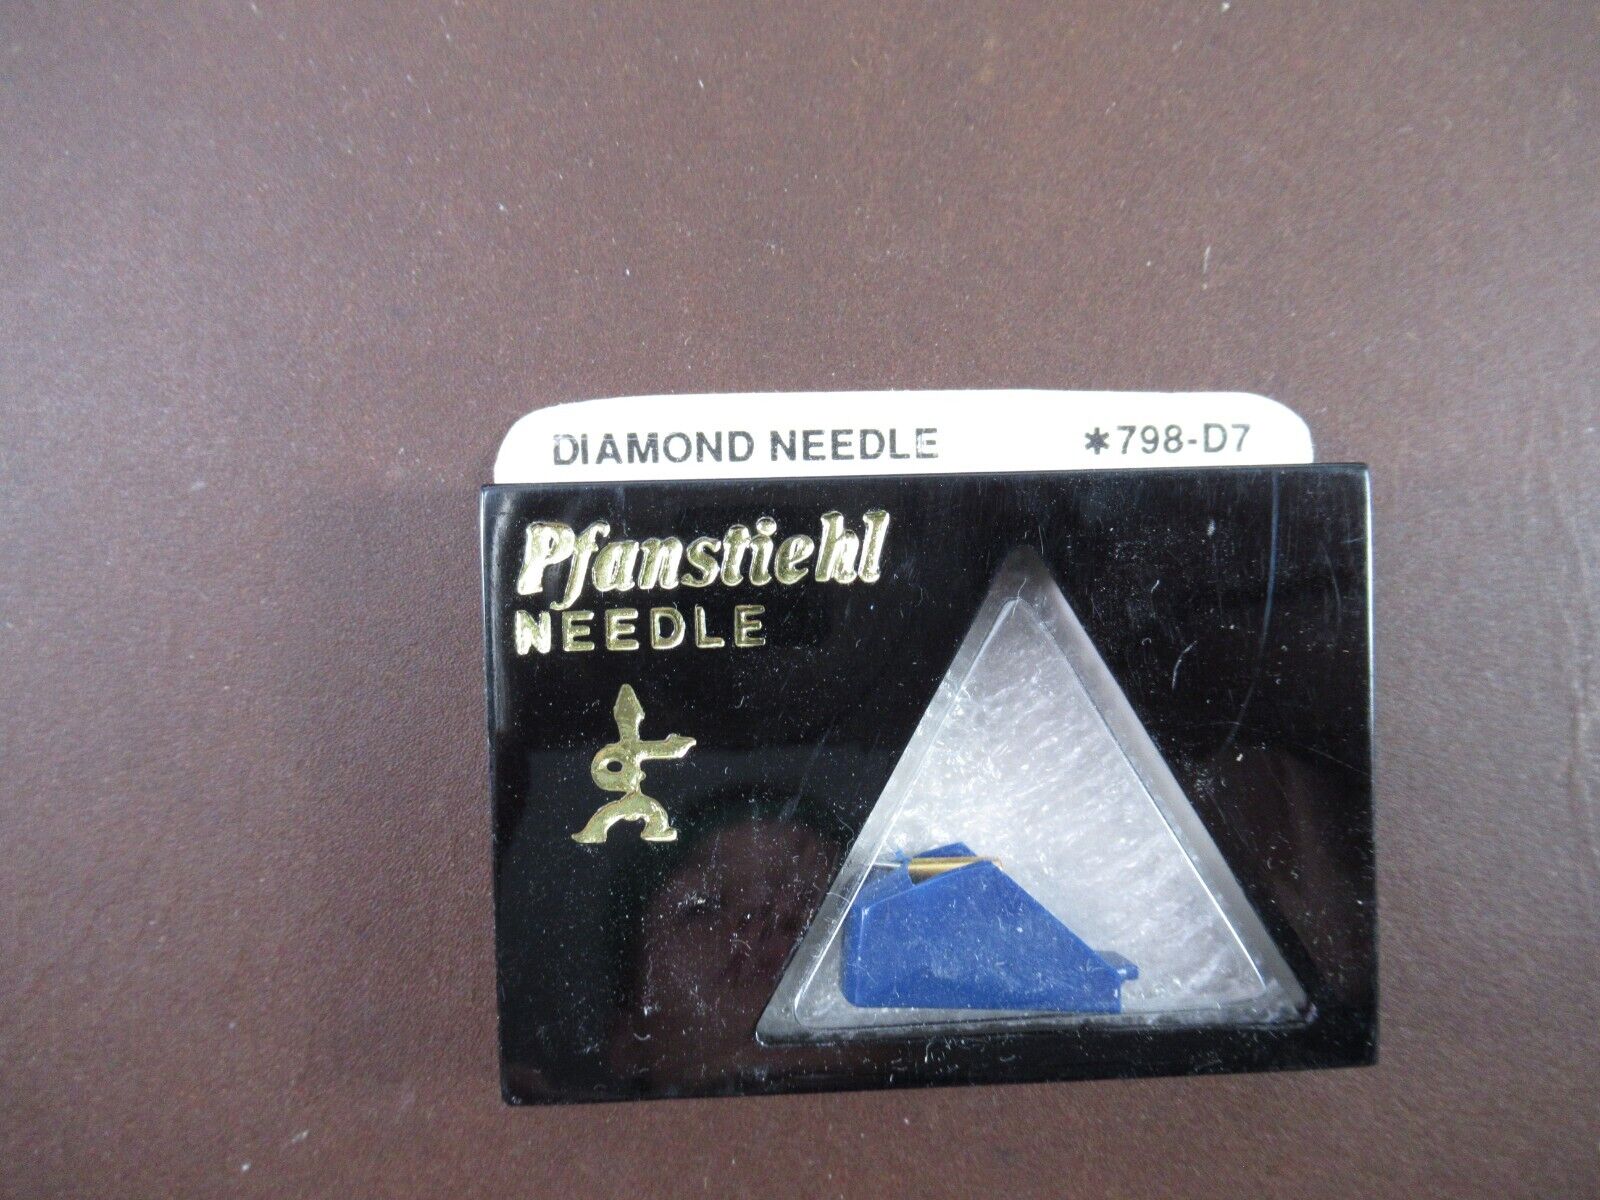 DIAMOND NEEDLE *798-D7
Pfanstiehl
NEEDLE